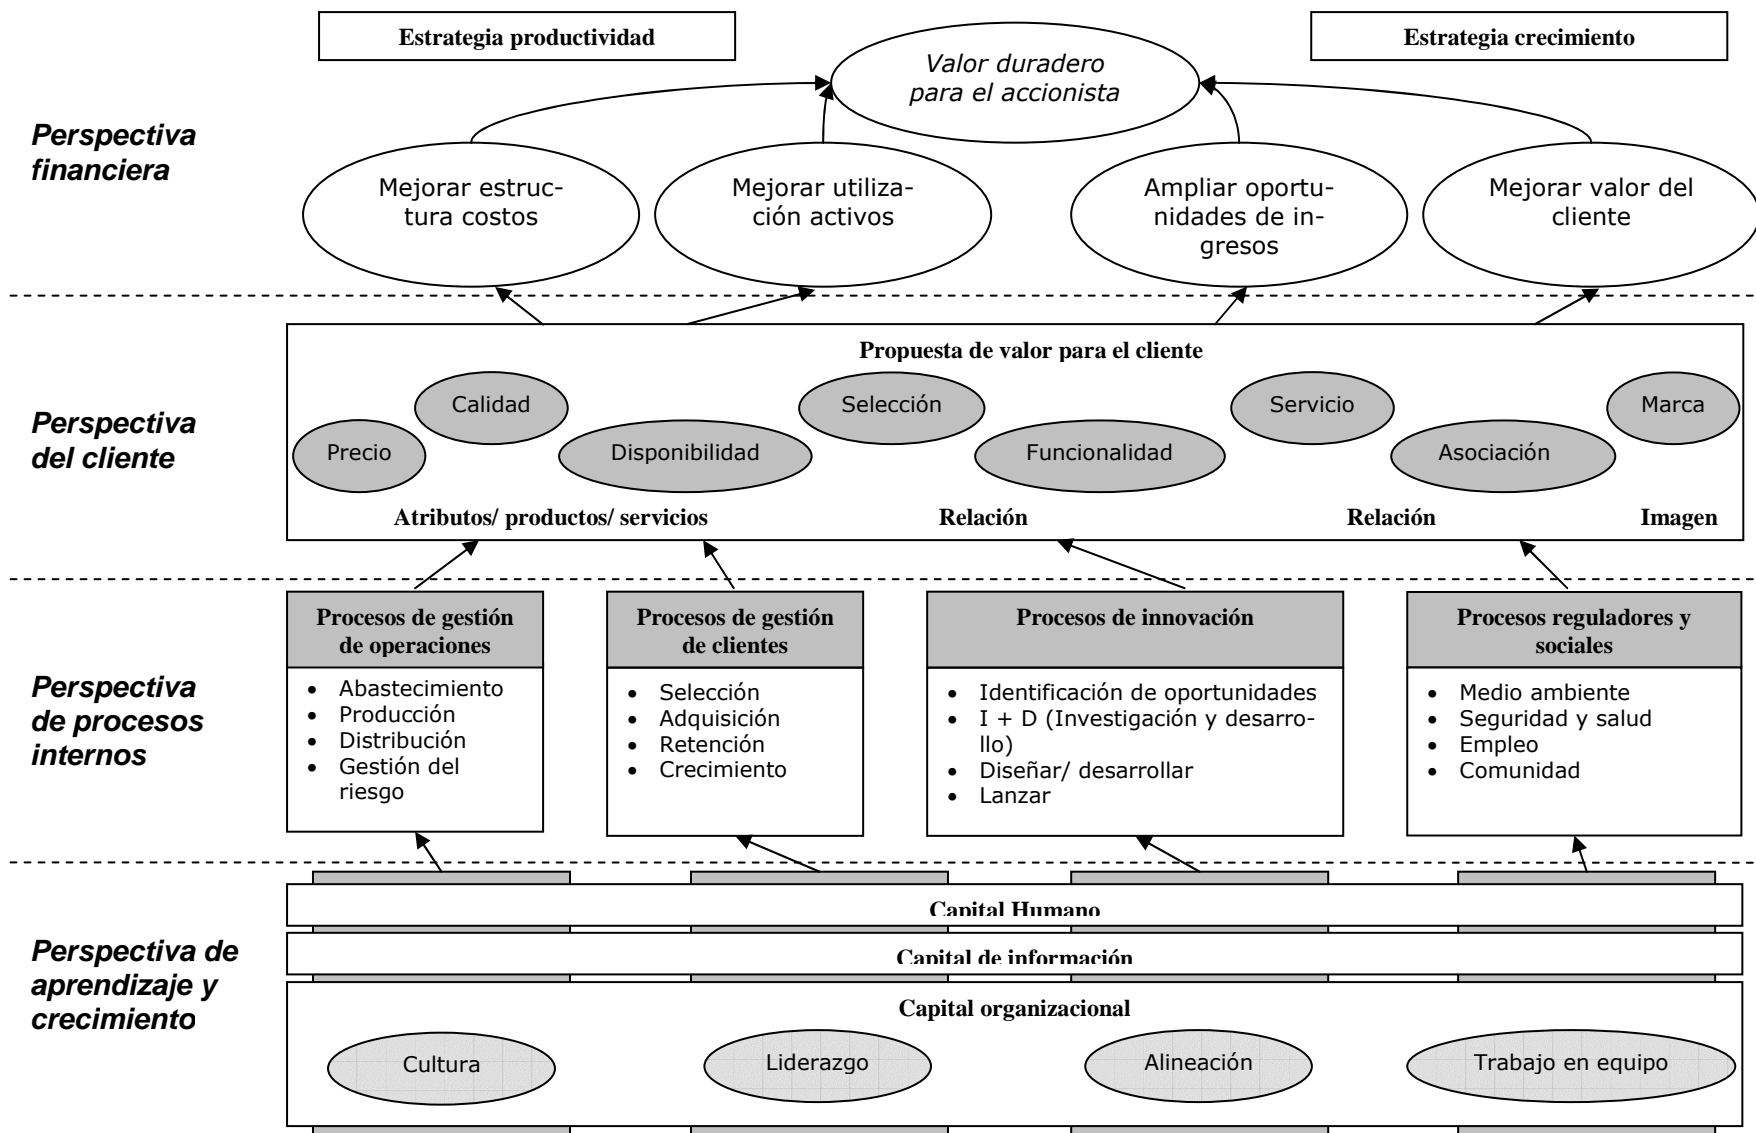 Estrategia productividad
Estrategia crecimiento
Valor duradero
para el accionista
Perspectiva
financiera
Mejorar estruc-
tura costos
Mejorar utiliza-
ción activos
Ampliar oportu-
nidades de in-
gresos
Mejorar valor del
cliente
Propuesta de valor para el cliente
Perspectiva
del cliente
Precio
Calidad
Disponibilidad
Selección
Funcionalidad
Servicio
Asociación
Marca
Atributos/ productos/ servicios
Relación
Relación
Imagen
Perspectiva
de procesos
internos
Procesos de gestión
de operaciones
• Abastecimiento
• Producción
• Distribución
• Gestión del
riesgo
Procesos de gestión
de clientes
• Selección
• Adquisición
• Retención
• Crecimiento
Procesos de innovación
• Identificación de oportunidades
• I + D (Investigación y desarro-
llo)
• Diseñar/ desarrollar
• Lanzar
Procesos reguladores y
sociales
• Medio ambiente
• Seguridad y salud
• Empleo
• Comunidad
Perspectiva de
aprendizaje y
crecimiento
Capital Humano
Capital de información
Capital organizacional
Cultura
Liderazgo
Alineación
Trabajo en equipo